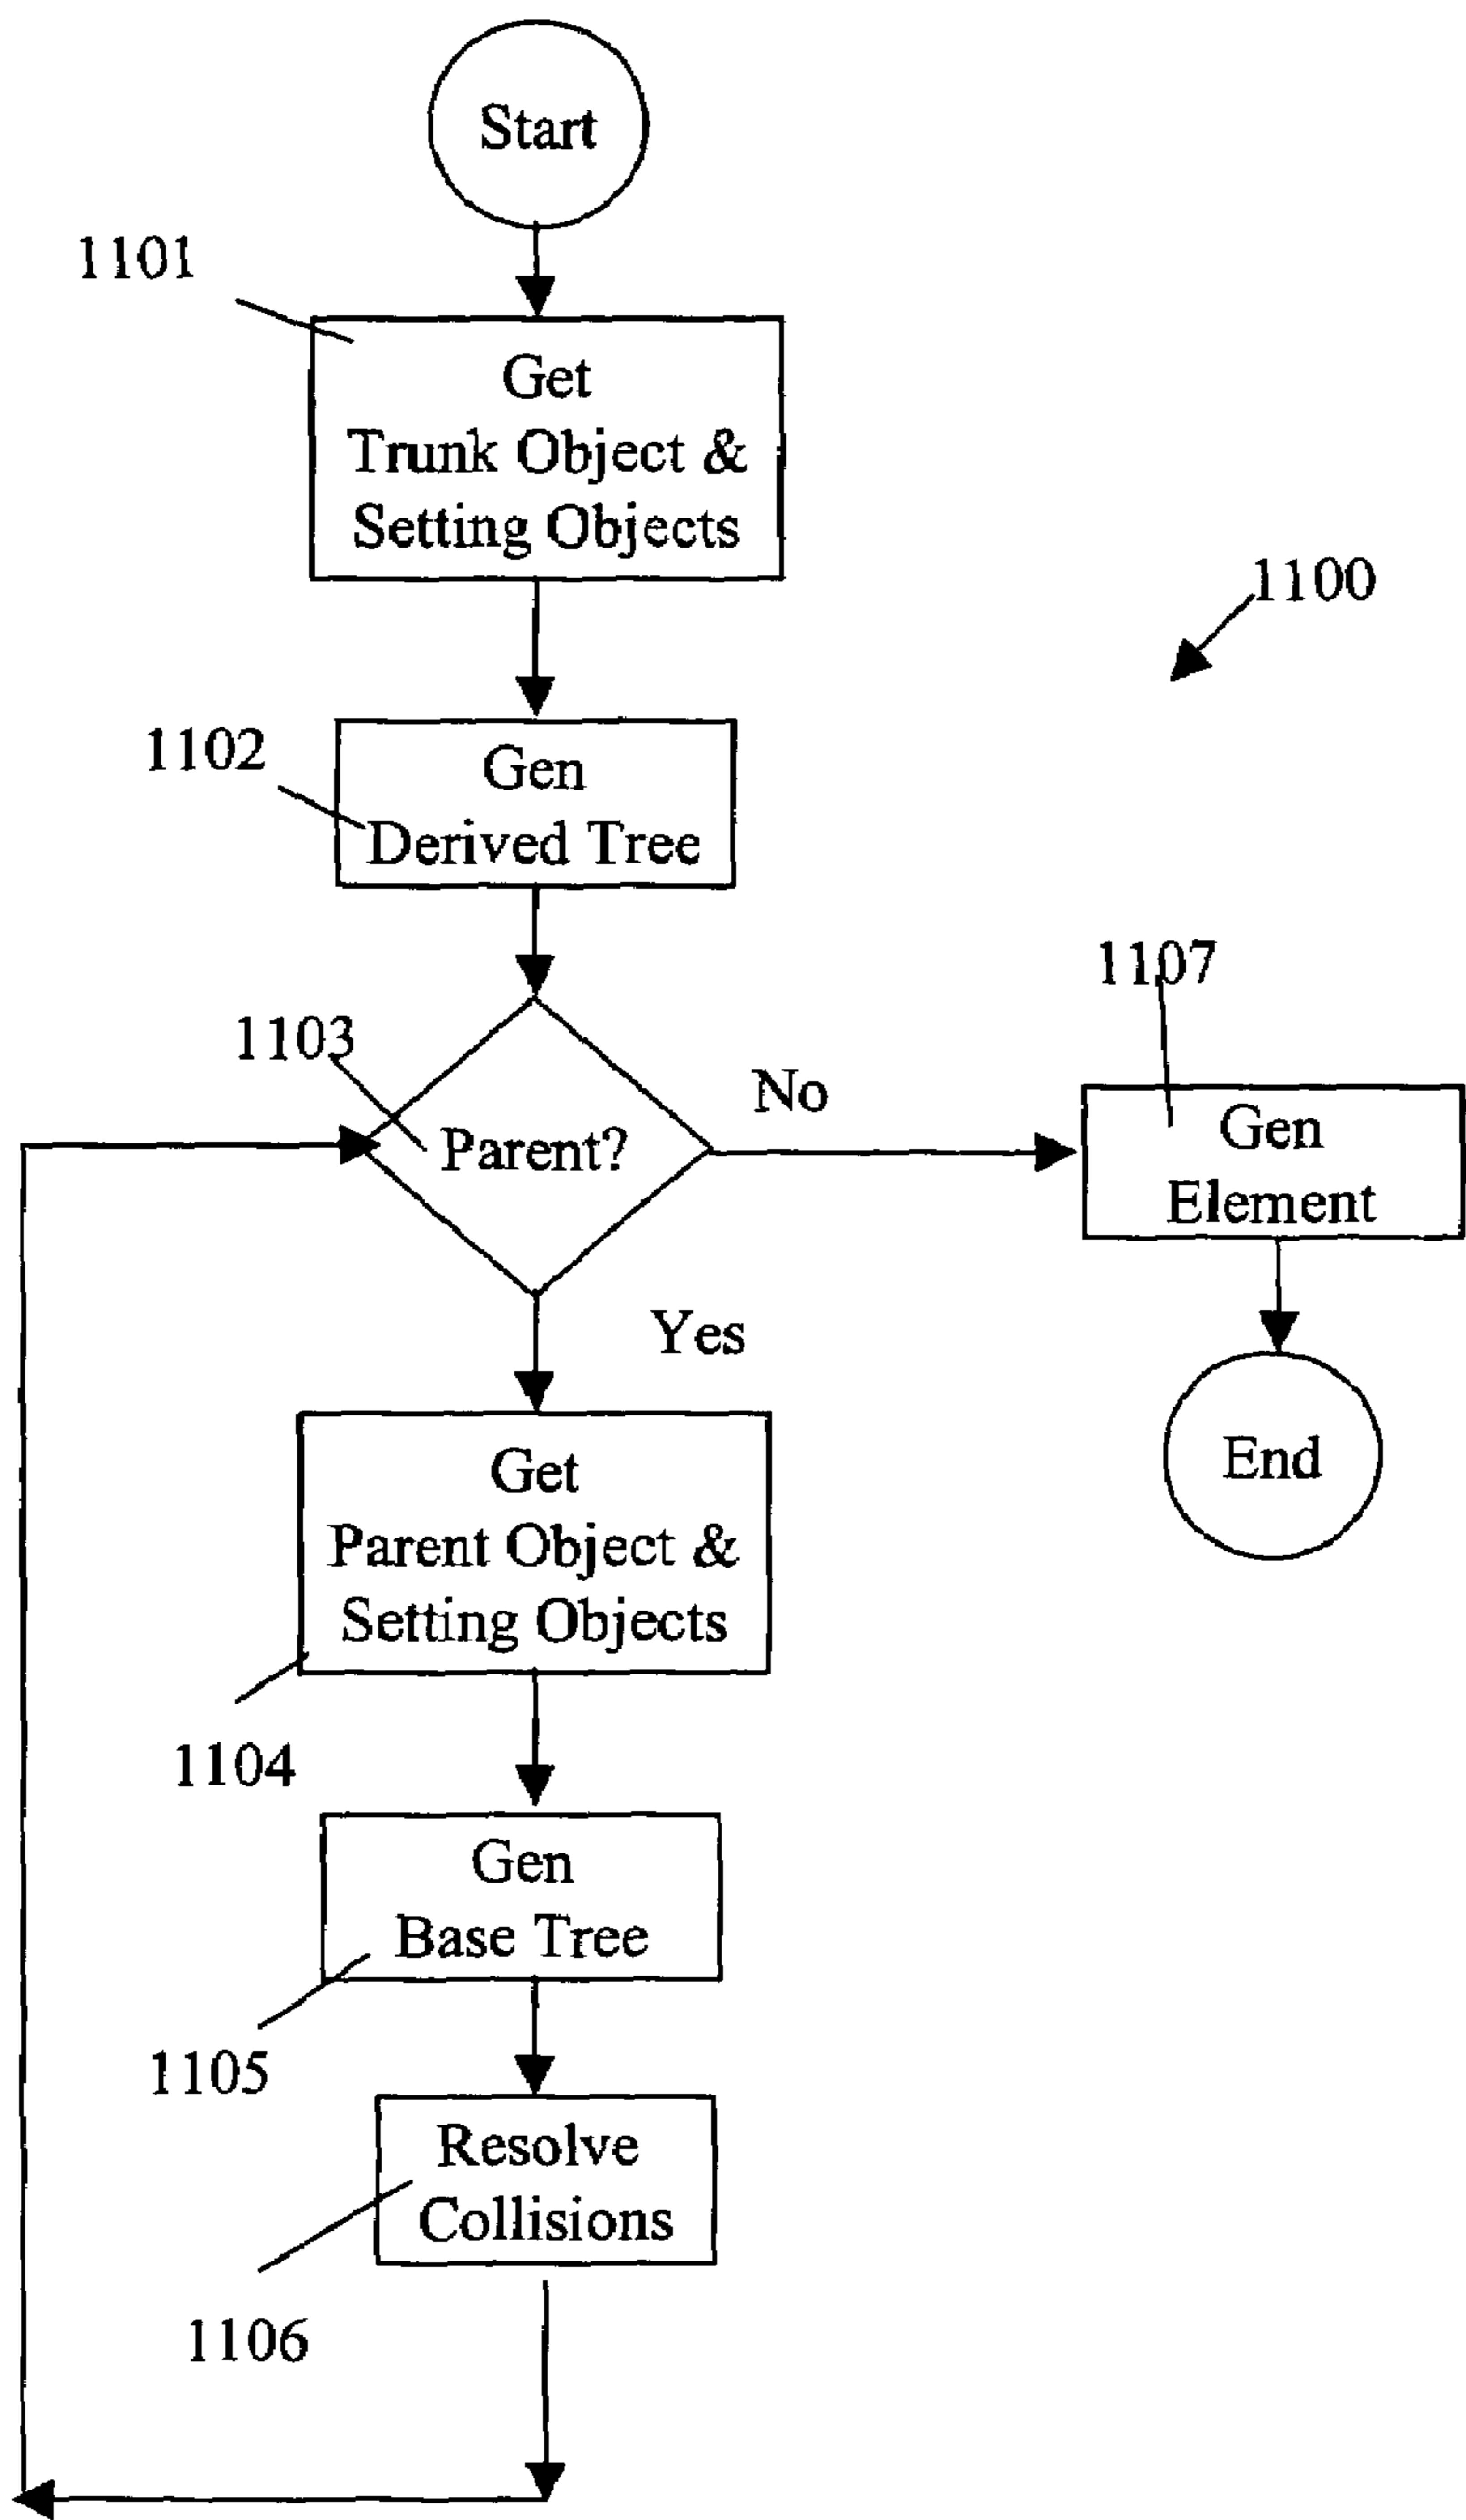 Start
1101
Get
Trunk Object &
Setting Objects
1100
1102
Gen
Derived Tree
1107
1103
No
Parent?
Gen
Element
Yes
End
Get
Parent Object &
Setting Objects
1104
Gen
Base Tree
1105
Resolve
Collisions
1106